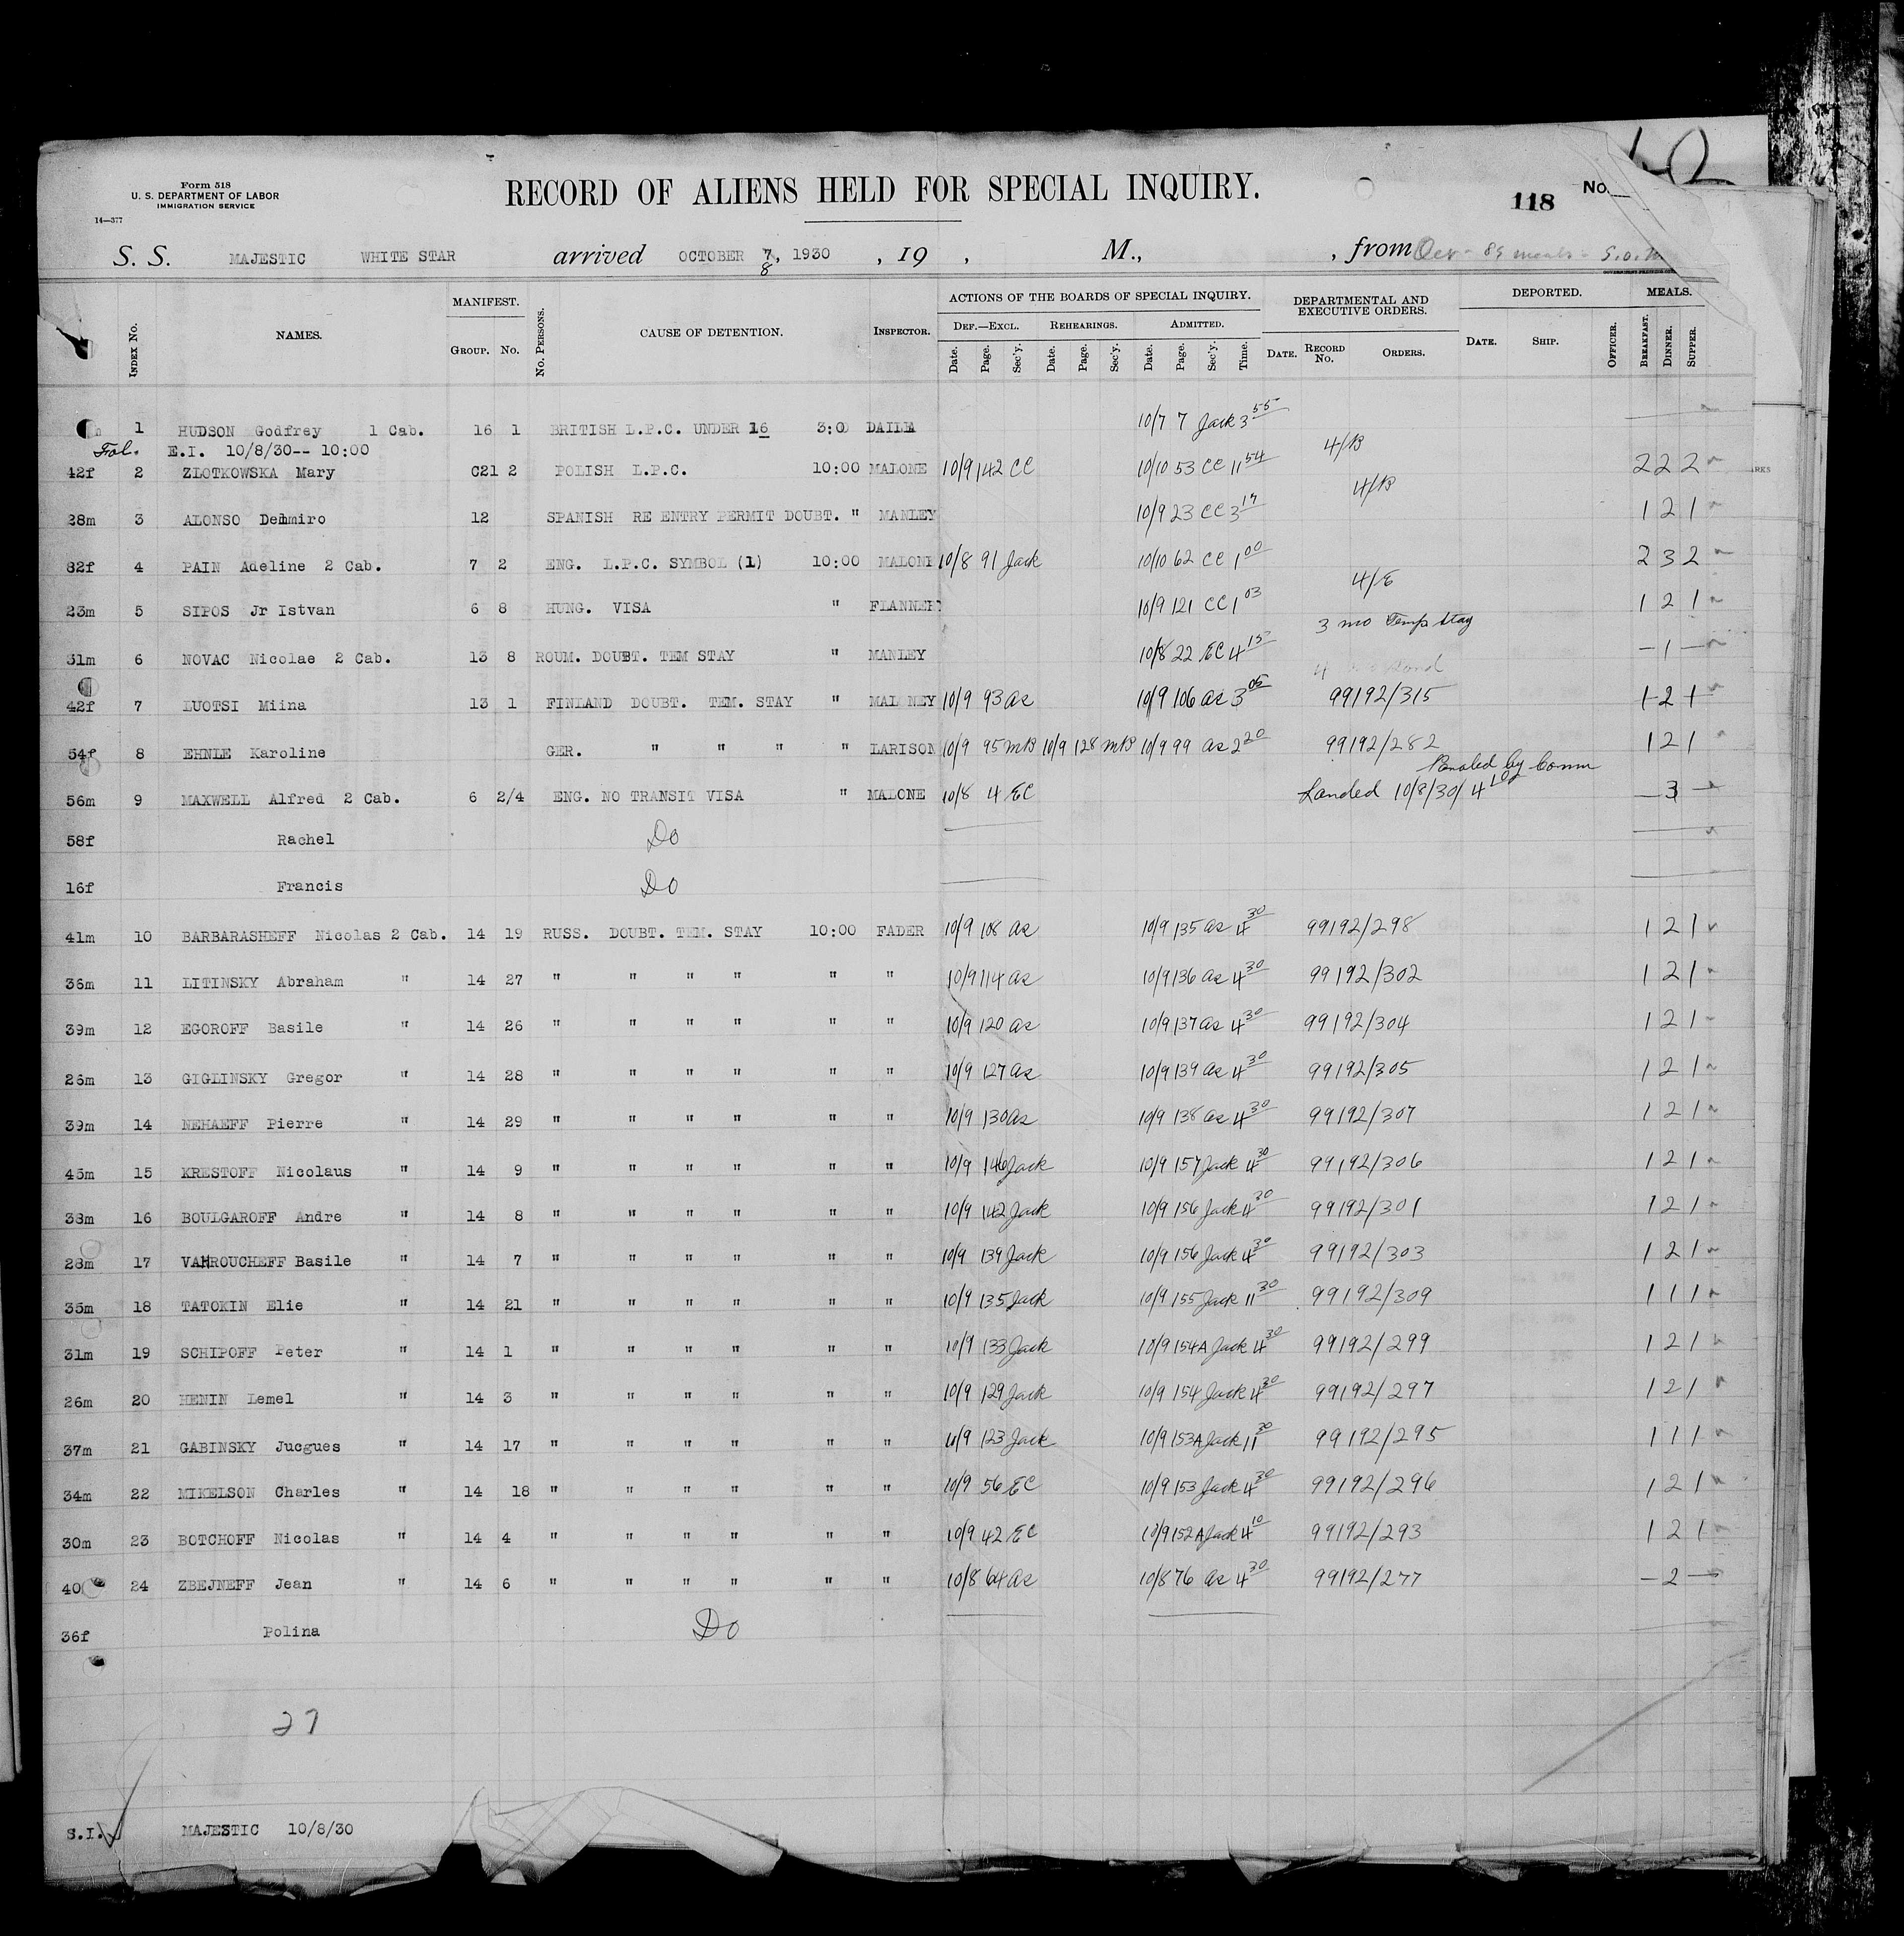 Form 518
U. S. DEPARTMENT OF LABOR
IMMIGRATION SERVICE
14—377
RECORD OF ALIENS HELD FOR SPECIAL INQUIRY.
118 No.
S. S. MAJESTIC WHITE STAR arrived OCTOBER 7, 1930 , 19 , M., , from
8
INDEX No. NAMES. MANIFEST. GROUP. No. No. PERSONS. CAUSE OF DETENTION. INSPECTOR. ACTIONS OF THE BOARDS OF SPECIAL INQUIRY. DEF.—EXCL. Date. Page. Sec'y. REHEARINGS. Date. Page. Sec'y. ADMITTED. Date. Page. Sec'y. Time. DEPARTMENTAL AND EXECUTIVE ORDERS. DATE. RECORD No. ORDERS. DEPORTED. DATE. SHIP. OFFICER. MEALS. BREAKFAST. DINNER. SUPPER.
1 HUDSON Godfrey 1 Cab. 16 1 BRITISH L.P.C. UNDER 16 3:0 10/7 7 Jack 3 55
Fol. E.I. 10/8/30-- 10:00 4/B
42f 2 ZLOTKOWSKA Mary C21 2 POLISH L.P.C. 10:00 MALONE 10/9 142 CC 10/10 53 CC 11 54 2 2 2
4/B
28m 3 ALONSO Delmiro 12 SPANISH RE ENTRY PERMIT DOUBT. " MANLEY 10/9 23 CC 3 1 2 1
82f 4 PAIN Adeline 2 Cab. 7 2 ENG. L.P.C. SYMBOL (1) 10:00 MALONE 10/8 91 Jack 10/10 62 CC 1 00 2 3 2
4/E
23m 5 SIPOS Jr Istvan 6 8 HUNG. VISA " FLANNERY 10/9 121 CC 1 03 1 2 1
3 mo Temp Stay
31m 6 NOVAC Nicolae 2 Cab. 13 8 ROUM. DOUBT. TEM STAY " MANLEY 10/8 22 EC 4 15 — 1 —
42f 7 LUOTSI Miina 13 1 FINLAND DOUBT. TEM. STAY " MAL NEY 10/9 93 as 10/9 106 as 3 05 99192/315 1 2 1
54f 8 EHNLE Karoline GER. " " " " LARISON 10/9 95 MB 10/9 128 MB 10/9 99 as 2 20 99192/282 1 2 1
by Comm
56m 9 MAXWELL Alfred 2 Cab. 6 2/4 ENG. NO TRANSIT VISA " MALONE 10/8 4 EC Landed 10/8/30/ 4 — 3 —
58f Rachel Do
16f Francis Do
41m 10 BARBARASHEFF Nicolas 2 Cab. 14 19 RUSS. DOUBT. TEM. STAY 10:00 FADER 10/9 108 as 10/9 135 as 4 30 99192/298 1 2 1
36m 11 LITINSKY Abraham " 14 27 " " " " " " 10/9 114 as 10/9 136 as 4 30 99192/302 1 2 1
39m 12 EGOROFF Basile " 14 26 " " " " " " 10/9 120 as 10/9 137 as 4 30 99192/304 1 2 1
26m 13 GIGLINSKY Gregor " 14 28 " " " " " " 10/9 127 as 10/9 139 as 4 30 99192/305 1 2 1
39m 14 NEHAEFF Pierre " 14 29 " " " " " " 10/9 130 as 10/9 138 as 4 30 99192/307 1 2 1
45m 15 KRESTOFF Nicolaus " 14 9 " " " " " " 10/9 146 Jack 10/9 157 Jack 4 30 99192/306 1 2 1
38m 16 BOULGAROFF Andre " 14 8 " " " " " " 10/9 142 Jack 10/9 156 Jack 4 30 99192/301 1 2 1
28m 17 VAHROUCHEFF Basile " 14 7 " " " " " " 10/9 139 Jack 10/9 156 Jack 4 30 99192/303 1 2 1
35m 18 TATOKIN Elie " 14 21 " " " " " " 10/9 135 Jack 10/9 155 Jack 11 30 99192/309 1 1 1
31m 19 SCHIPOFF Peter " 14 1 " " " " " " 10/9 133 Jack 10/9 154A Jack 4 30 99192/299 1 2 1
26m 20 HENIN Lemel " 14 3 " " " " " " 10/9 129 Jack 10/9 154 Jack 4 30 99192/297 1 2 1
37m 21 GABINSKY Jucgues " 14 17 " " " " " " 10/9 123 Jack 10/9 153A Jack 11 30 99192/295 1 1 1
34m 22 MIKELSON Charles " 14 18 " " " " " " 10/9 56 EC 10/9 153 Jack 4 30 99192/296 1 2 1
30m 23 BOTCHOFF Nicolas " 14 4 " " " " " " 10/9 42 EC 10/9 152A Jack 4 10 99192/293 1 2 1
40 24 ZBEJNEFF Jean " 14 6 " " " " " " 10/8 64 as 10/8 76 as 4 30 99192/277 — 2 —
36f Polina Do
27
S.I. MAJESTIC 10/8/30